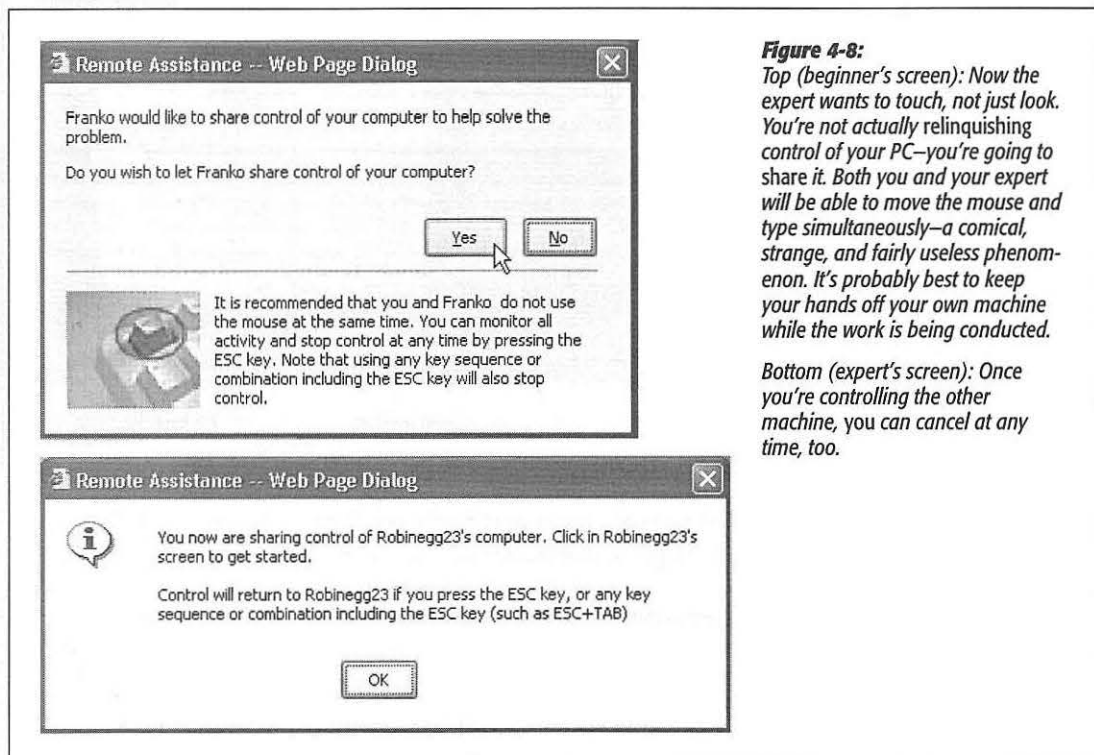 Remote Assistance -- Web Page Dialog
Franko would like to share control of your computer to help solve the
problem.
Do you wish to let Franko share control of your computer?
Yes
No
It is recommended that you and Franko do not use
the mouse at the same time. You can monitor all
activity and stop control at any time by pressing the
ESC key. Note that using any key sequence or
combination including the ESC key will also stop
control.
Remote Assistance -- Web Page Dialog
You now are sharing control of Robinegg23's computer. Click in Robinegg23's
screen to get started.
Control will return to Robinegg23 if you press the ESC key, or any key
sequence or combination including the ESC key (such as ESC+TAB)
OK
Figure 4-8:
Top (beginner's screen): Now the
expert wants to touch, not just look.
You're not actually relinquishing
control of your PC—you're going to
share it. Both you and your expert
will be able to move the mouse and
type simultaneously—a comical,
strange, and fairly useless phenom-
enon. It's probably best to keep
your hands off your own machine
while the work is being conducted.
Bottom (expert's screen): Once
you're controlling the other
machine, you can cancel at any
time, too.